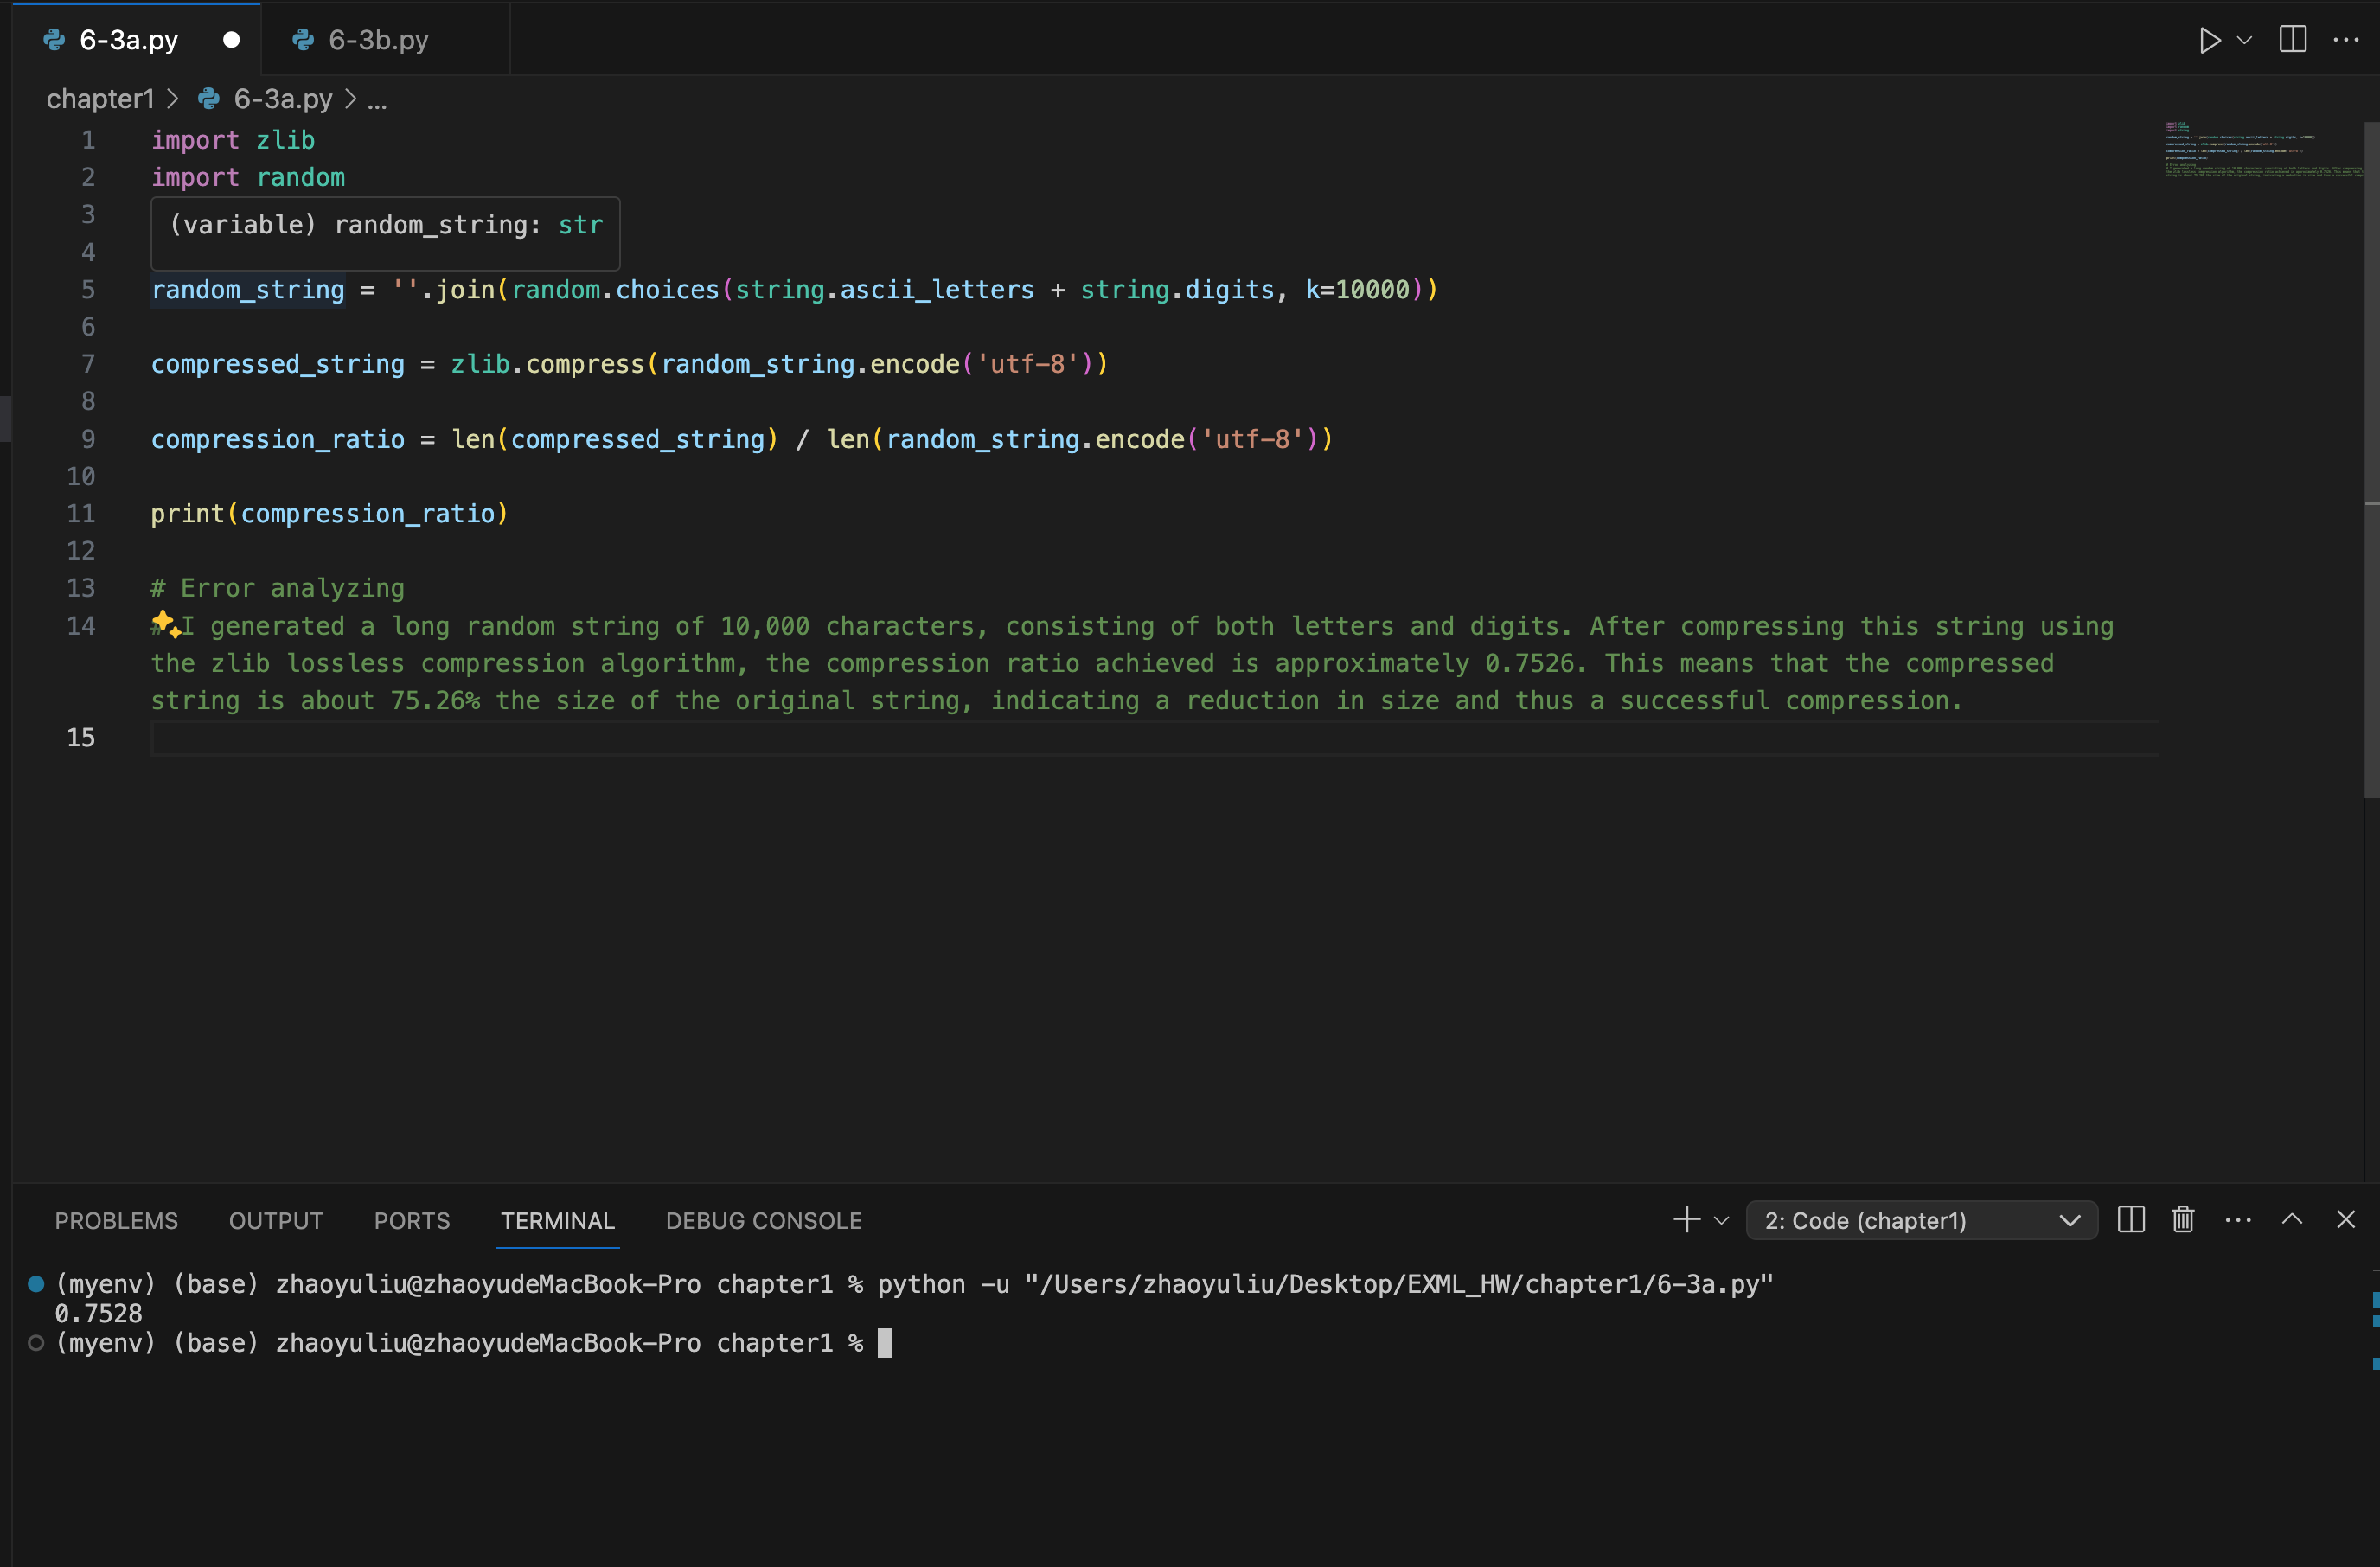 6-3a.py
6-3b.py
chapter1 > 6-3a.py > ...
1 import zlib
2 import random
3
(variable) random_string: str
4
5 random_string = ''.join(random.choices(string.ascii_letters + string.digits, k=10000))
6
7 compressed_string = zlib.compress(random_string.encode('utf-8'))
8
9 compression_ratio = len(compressed_string) / len(random_string.encode('utf-8'))
10
11 print(compression_ratio)
12
13 # Error analyzing
14 # I generated a long random string of 10,000 characters, consisting of both letters and digits. After compressing this string using
the zlib lossless compression algorithm, the compression ratio achieved is approximately 0.7526. This means that the compressed
string is about 75.26% the size of the original string, indicating a reduction in size and thus a successful compression.
15
PROBLEMS OUTPUT PORTS TERMINAL DEBUG CONSOLE
2: Code (chapter1)
(myenv) (base) zhaoyuliu@zhaoyudeMacBook-Pro chapter1 % python -u "/Users/zhaoyuliu/Desktop/EXML_HW/chapter1/6-3a.py"
0.7528
(myenv) (base) zhaoyuliu@zhaoyudeMacBook-Pro chapter1 %